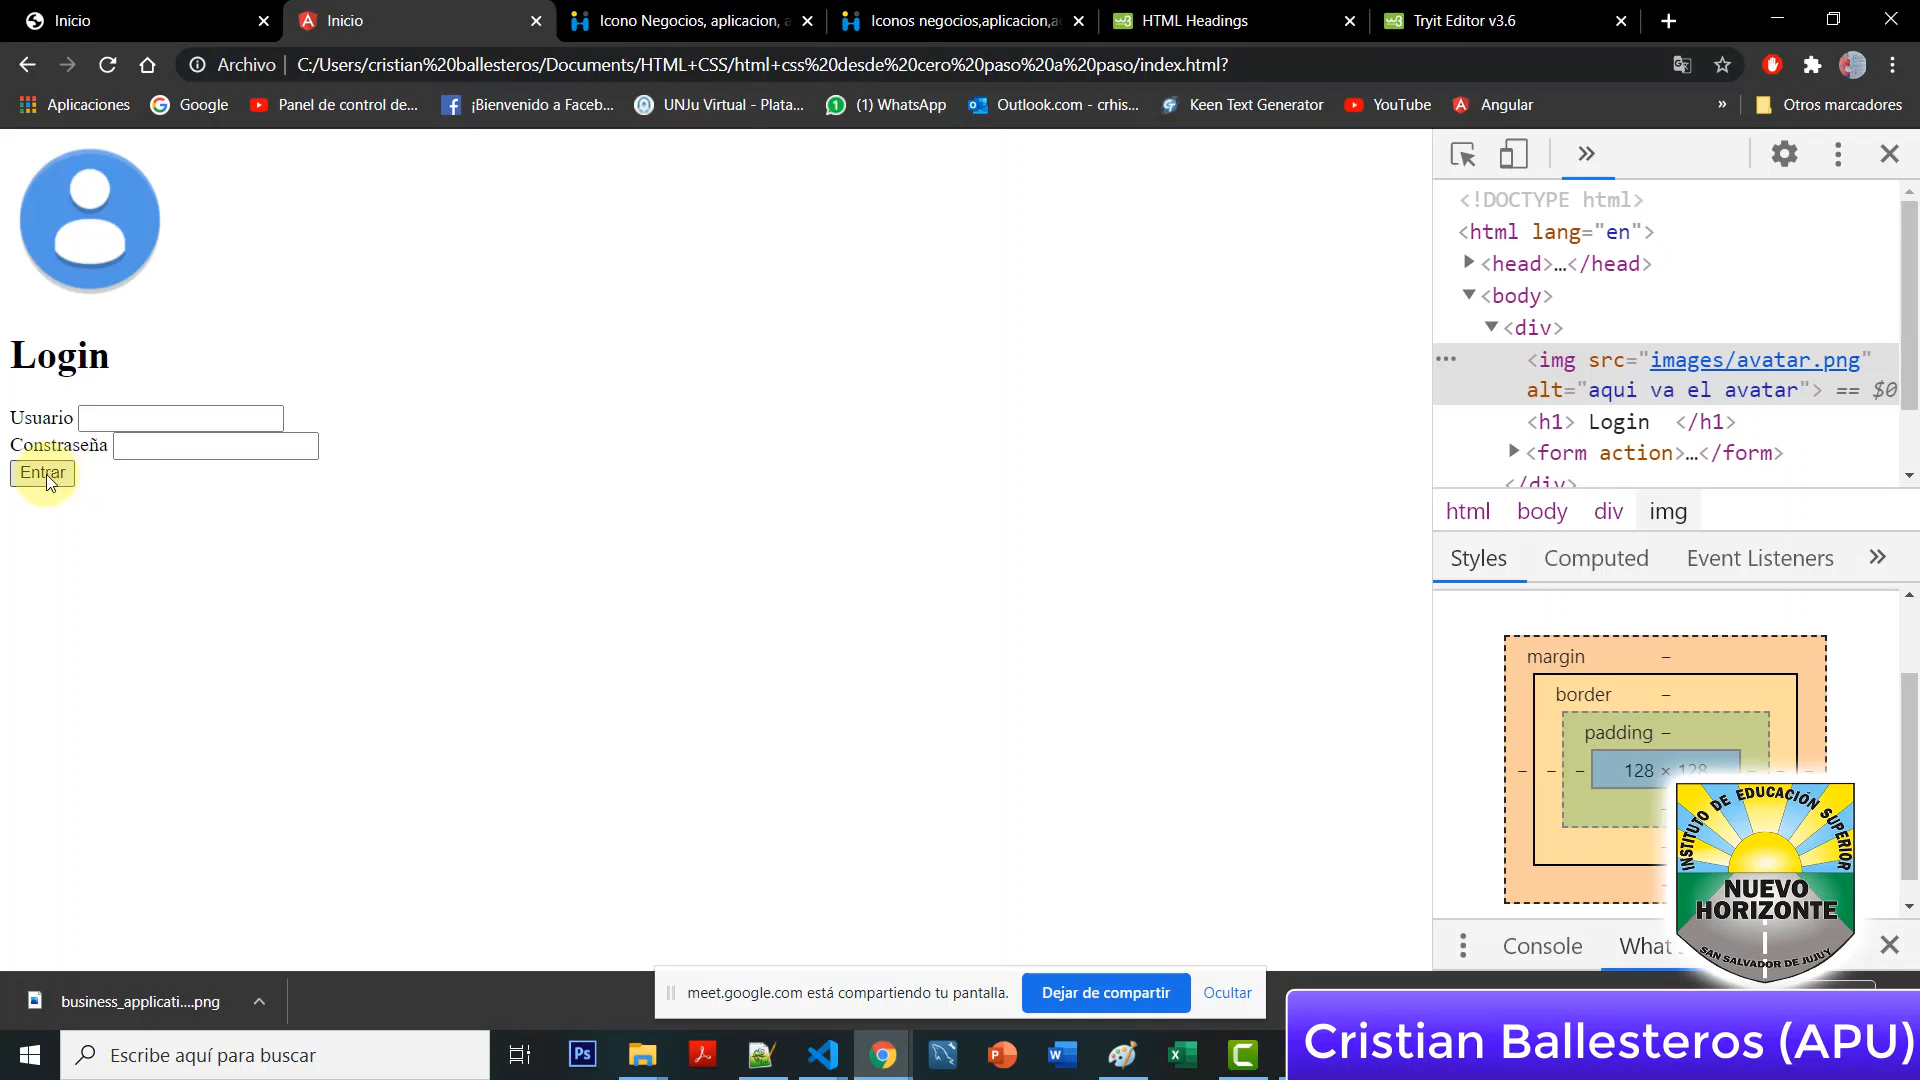 Inicio
Inicio
Icono Negocios, aplicacion, a
Iconos negocios,aplicacion,ac
HTML Headings
Tryit Editor v3.6
Archivo
C:/Users/cristian%20ballesteros/Documents/HTML+CSS/html+css%20desde%20cero%20paso%20a%20paso/index.html?
Aplicaciones
Google
Panel de control de...
¡Bienvenido a Faceb...
UNJu Virtual - Plata...
(1) WhatsApp
Outlook.com - crhis...
Keen Text Generator
YouTube
Angular
»
Otros marcadores
Login
Usuario
Constraseña
Entrar
<!DOCTYPE html>
<html lang="en">
<head>…</head>
<body>
<div>
<img src="images/avatar.png"
alt="aqui va el avatar"> == $0
<h1> Login </h1>
<form action>…</form>
</div>
html body div img
Styles Computed Event Listeners »
margin –
border –
padding –
128 × 128
INSTITUTO DE EDUCACIÓN SUPERIOR
NUEVO
HORIZONTE
SAN SALVADOR DE JUJUY
Console
What
business_applicati....png
meet.google.com está compartiendo tu pantalla.
Dejar de compartir
Ocultar
Escribe aquí para buscar
Cristian Ballesteros (APU)